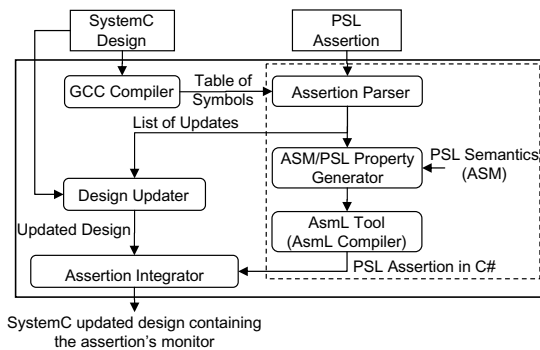 SystemC
Design
PSL
Assertion
GCC Compiler
Table of
Symbols
Assertion Parser
List of Updates
ASM/PSL Property
Generator
PSL Semantics
(ASM)
Design Updater
AsmL Tool
(AsmL Compiler)
Updated Design
Assertion Integrator
PSL Assertion in C#
SystemC updated design containing
the assertion's monitor